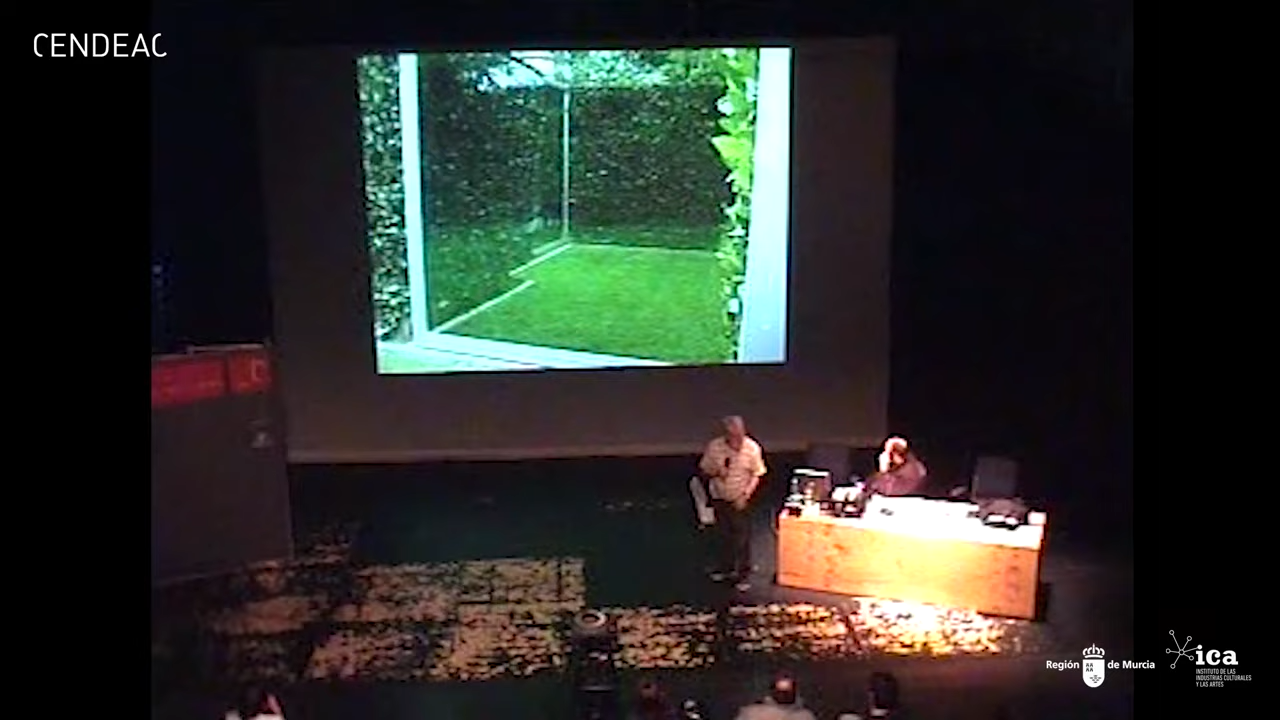 CENDEAC
Región de Murcia
ica
INSTITUTO DE LAS
INDUSTRIAS CULTURALES
Y LAS ARTES